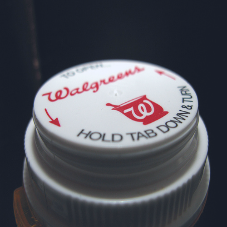 TO OPEN
Walgreens
W
HOLD TAB DOWN & TURN